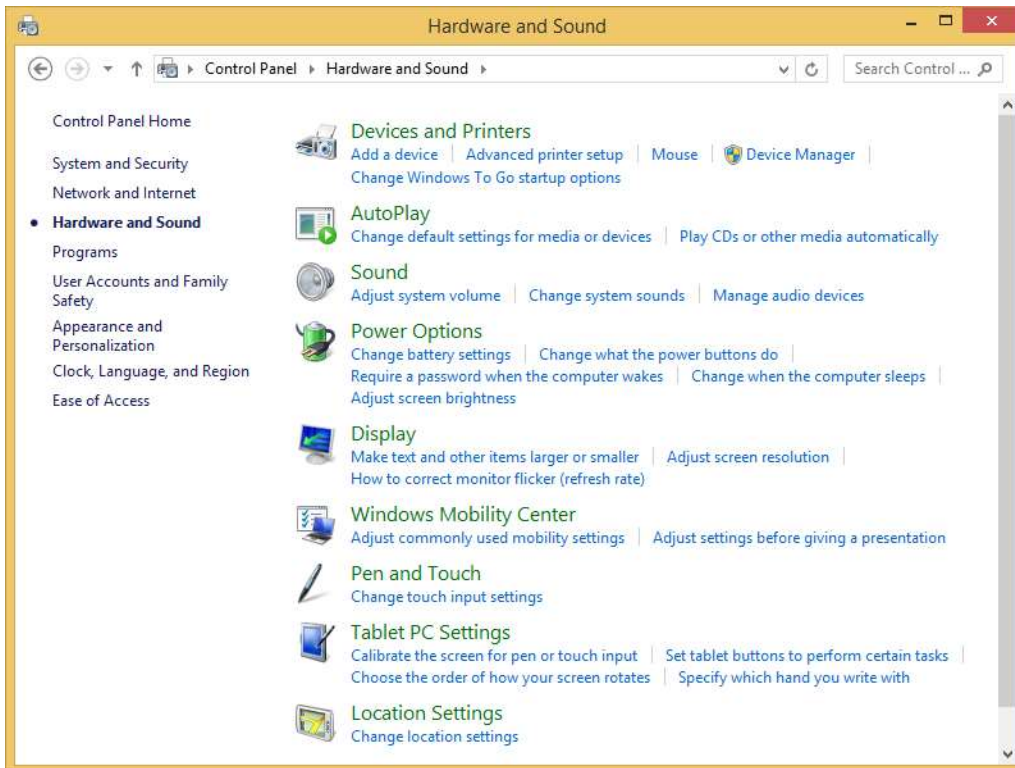 Hardware and Sound
Control Panel Hardware and Sound
Search Control ...
Control Panel Home
System and Security
Network and Internet
Hardware and Sound
Programs
User Accounts and Family
Safety
Appearance and
Personalization
Clock, Language, and Region
Ease of Access
Devices and Printers
Add a device Advanced printer setup Mouse Device Manager
Change Windows To Go startup options
AutoPlay
Change default settings for media or devices Play CDs or other media automatically
Sound
Adjust system volume Change system sounds Manage audio devices
Power Options
Change battery settings Change what the power buttons do
Require a password when the computer wakes Change when the computer sleeps
Adjust screen brightness
Display
Make text and other items larger or smaller Adjust screen resolution
How to correct monitor flicker (refresh rate)
Windows Mobility Center
Adjust commonly used mobility settings Adjust settings before giving a presentation
Pen and Touch
Change touch input settings
Tablet PC Settings
Calibrate the screen for pen or touch input Set tablet buttons to perform certain tasks
Choose the order of how your screen rotates Specify which hand you write with
Location Settings
Change location settings